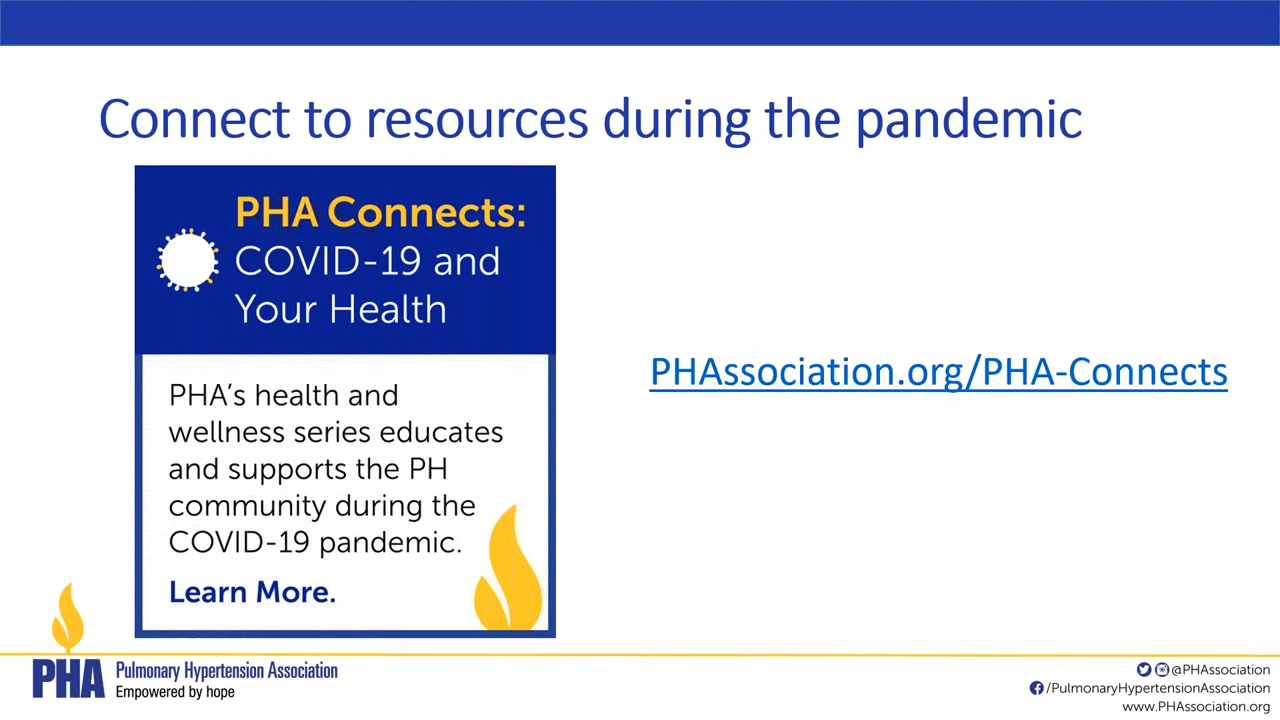 Connect to resources during the pandemic
PHA Connects:
COVID-19 and
Your Health
PHA’s health and
wellness series educates
and supports the PH
community during the
COVID-19 pandemic.
Learn More.
PHAssociation.org/PHA-Connects
PHA
Pulmonary Hypertension Association
Empowered by hope
@PHAssociation
/PulmonaryHypertensionAssociation
www.PHAssociation.org